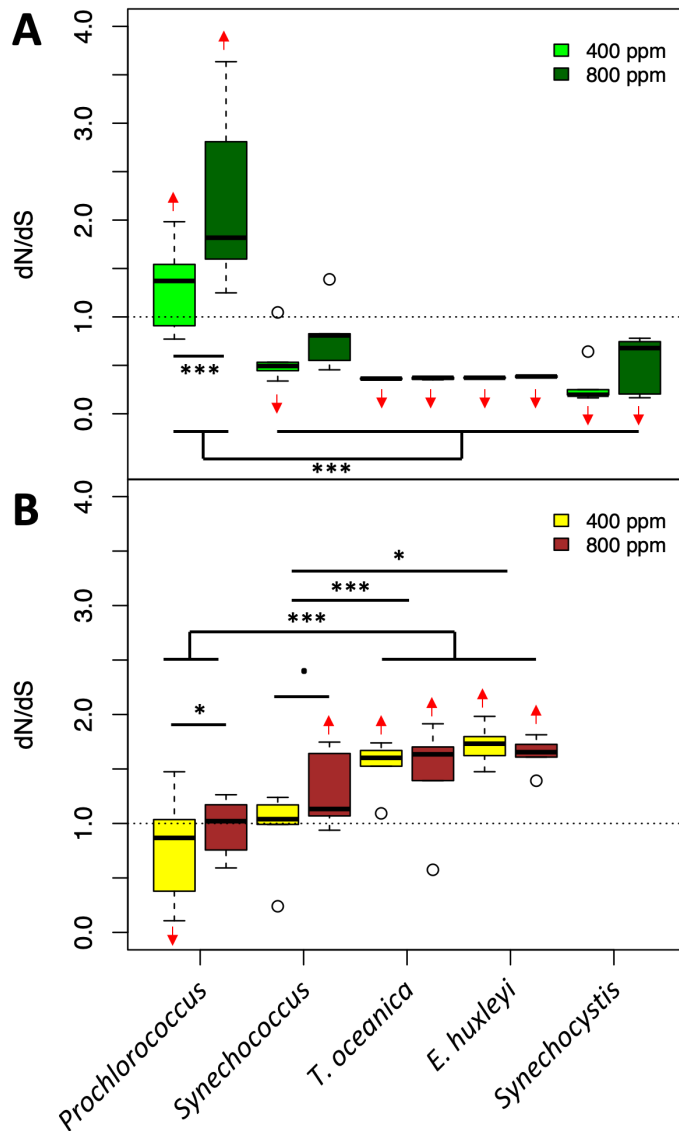 A
4.0
3.0
2.0
1.0
0.0
dN/dS
400 ppm
800 ppm
***
***
B
4.0
3.0
2.0
1.0
0.0
dN/dS
400 ppm
800 ppm
*
***
***
*
•
Prochlorococcus
Synechococcus
T. oceanica
E. huxleyi
Synechocystis